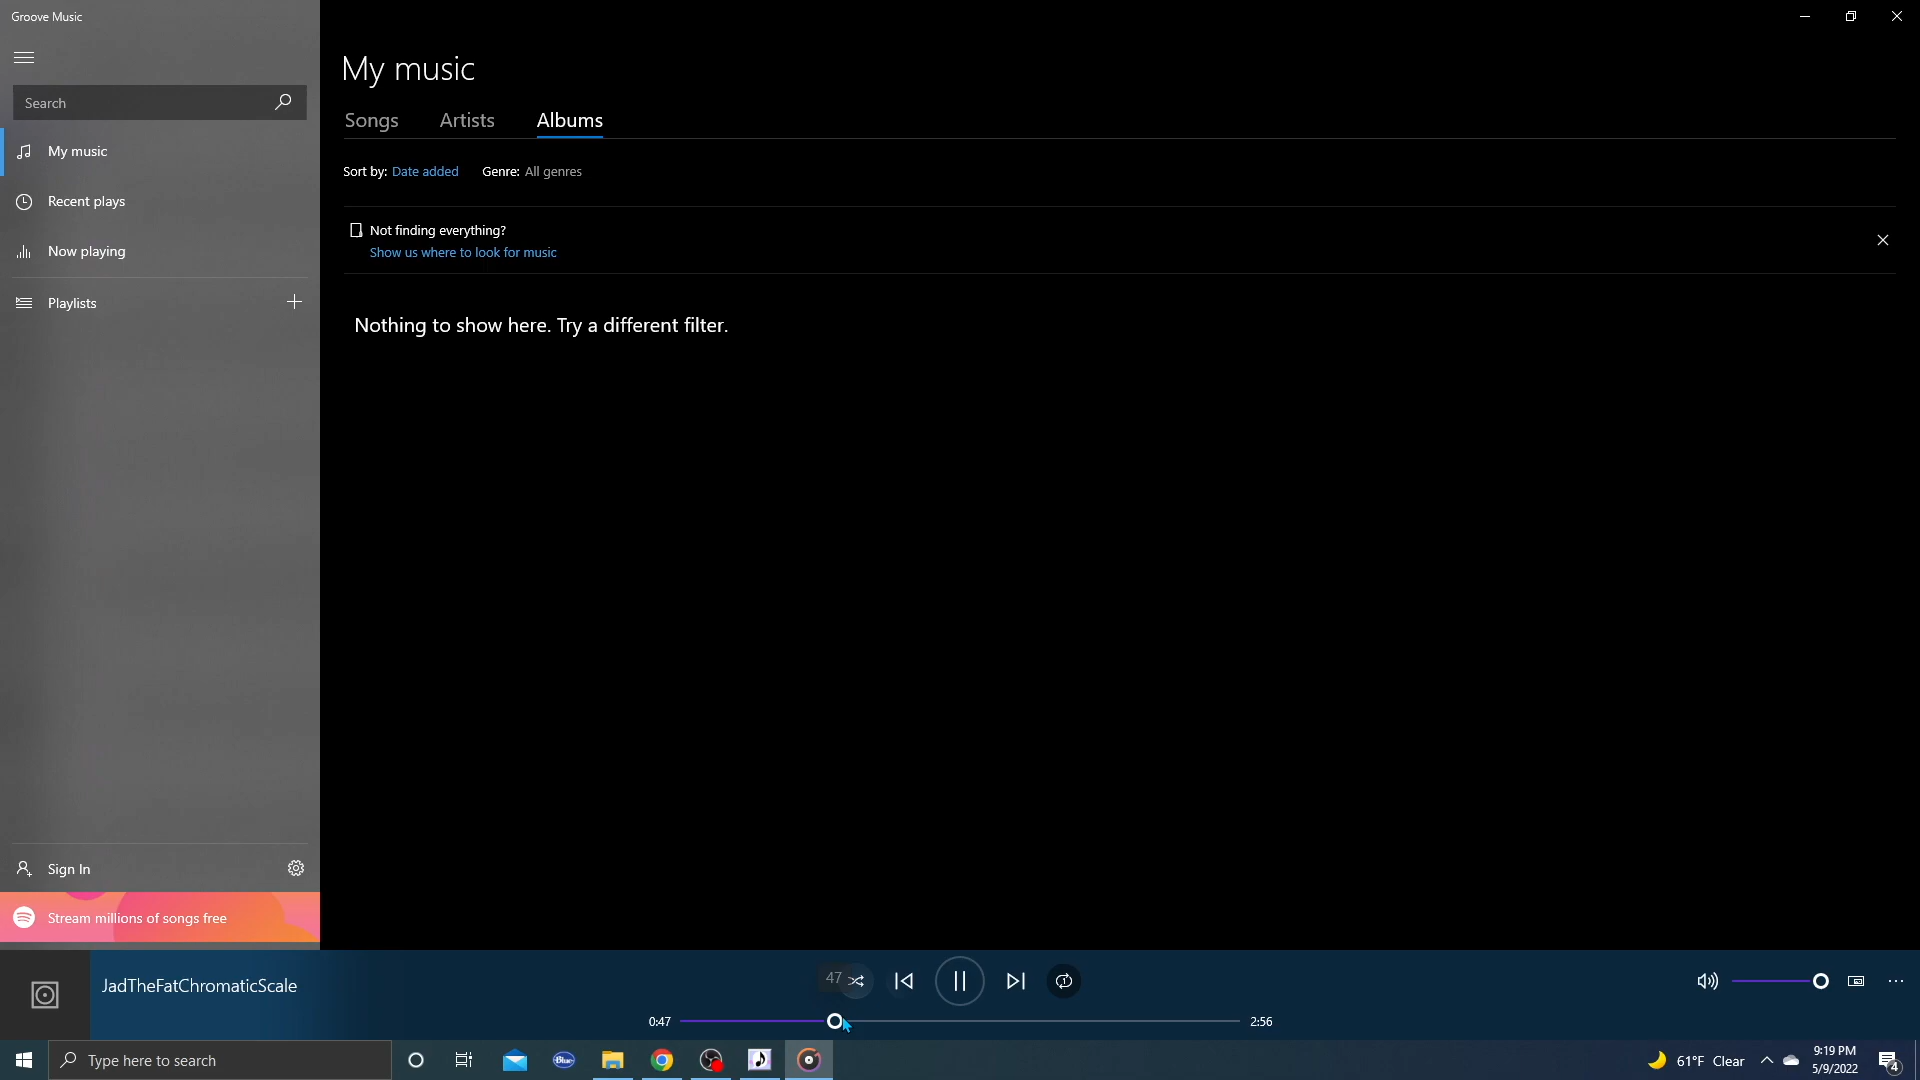 Groove Music
Search
My music
Recent plays
Now playing
Playlists
Sign In
Stream millions of songs free
My music
Songs Artists Albums
Sort by: Date added Genre: All genres
Not finding everything?
Show us where to look for music
Nothing to show here. Try a different filter.
JadTheFatChromaticScale
47
1
0:47 2:56
Type here to search
Blue
61°F Clear
9:19 PM
5/9/2022
4